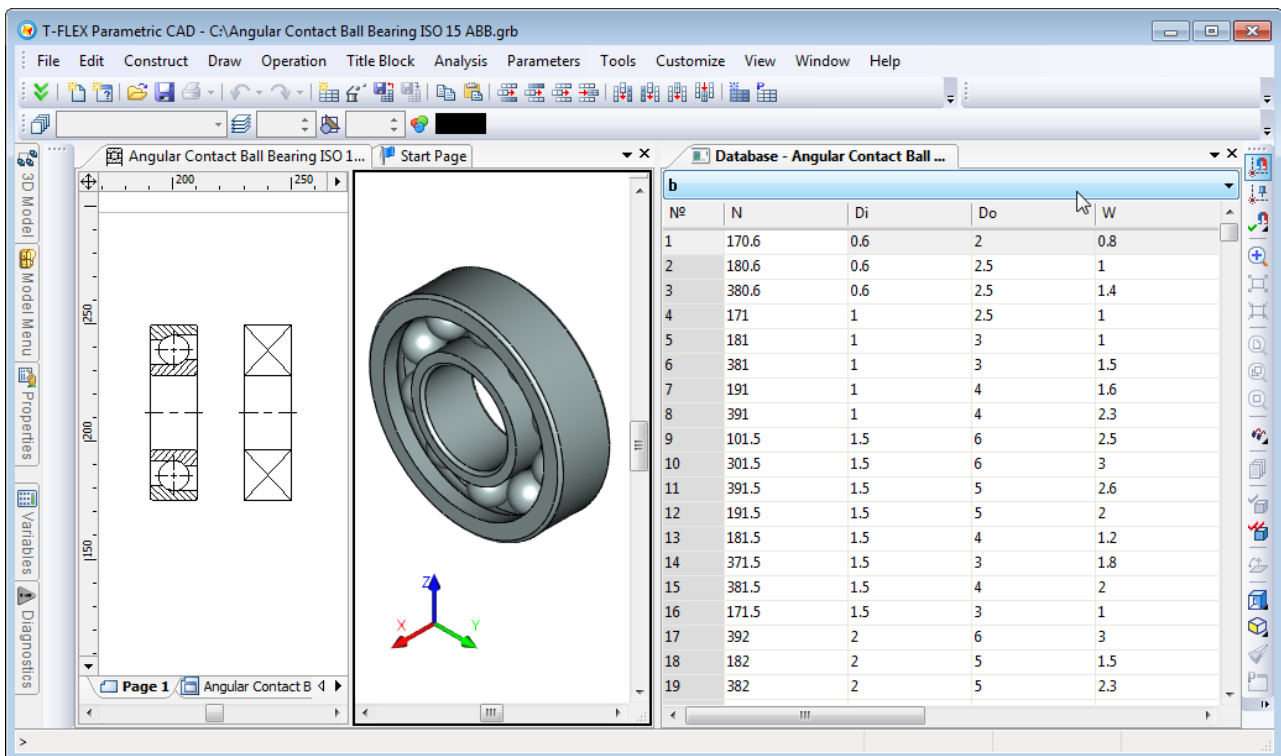 T-FLEX Parametric CAD - C:\Angular Contact Ball Bearing ISO 15 ABB.grb
File Edit Construct Draw Operation Title Block Analysis Parameters Tools Customize View Window Help
3D Model
Model Menu
Properties
Variables
Diagnostics
Angular Contact Ball Bearing ISO 1... Start Page
200 250
250
200
150
Z
X Y
Page 1 Angular Contact B
Database - Angular Contact Ball ...
b
№ N Di Do W
1 170.6 0.6 2 0.8
2 180.6 0.6 2.5 1
3 380.6 0.6 2.5 1.4
4 171 1 2.5 1
5 181 1 3 1
6 381 1 3 1.5
7 191 1 4 1.6
8 391 1 4 2.3
9 101.5 1.5 6 2.5
10 301.5 1.5 6 3
11 391.5 1.5 5 2.6
12 191.5 1.5 5 2
13 181.5 1.5 4 1.2
14 371.5 1.5 3 1.8
15 381.5 1.5 4 2
16 171.5 1.5 3 1
17 392 2 6 3
18 182 2 5 1.5
19 382 2 5 2.3
>